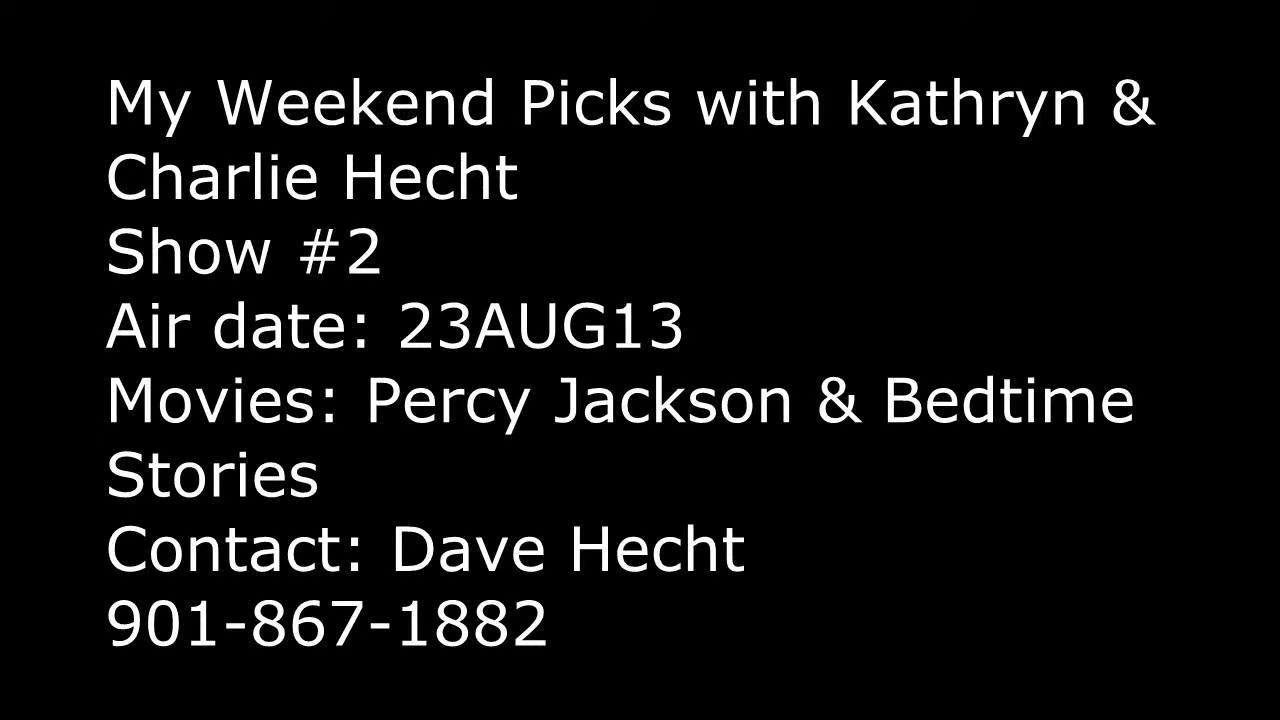 My Weekend Picks with Kathryn &
Charlie Hecht
Show #2
Air date: 23AUG13
Movies: Percy Jackson & Bedtime
Stories
Contact: Dave Hecht
901-867-1882